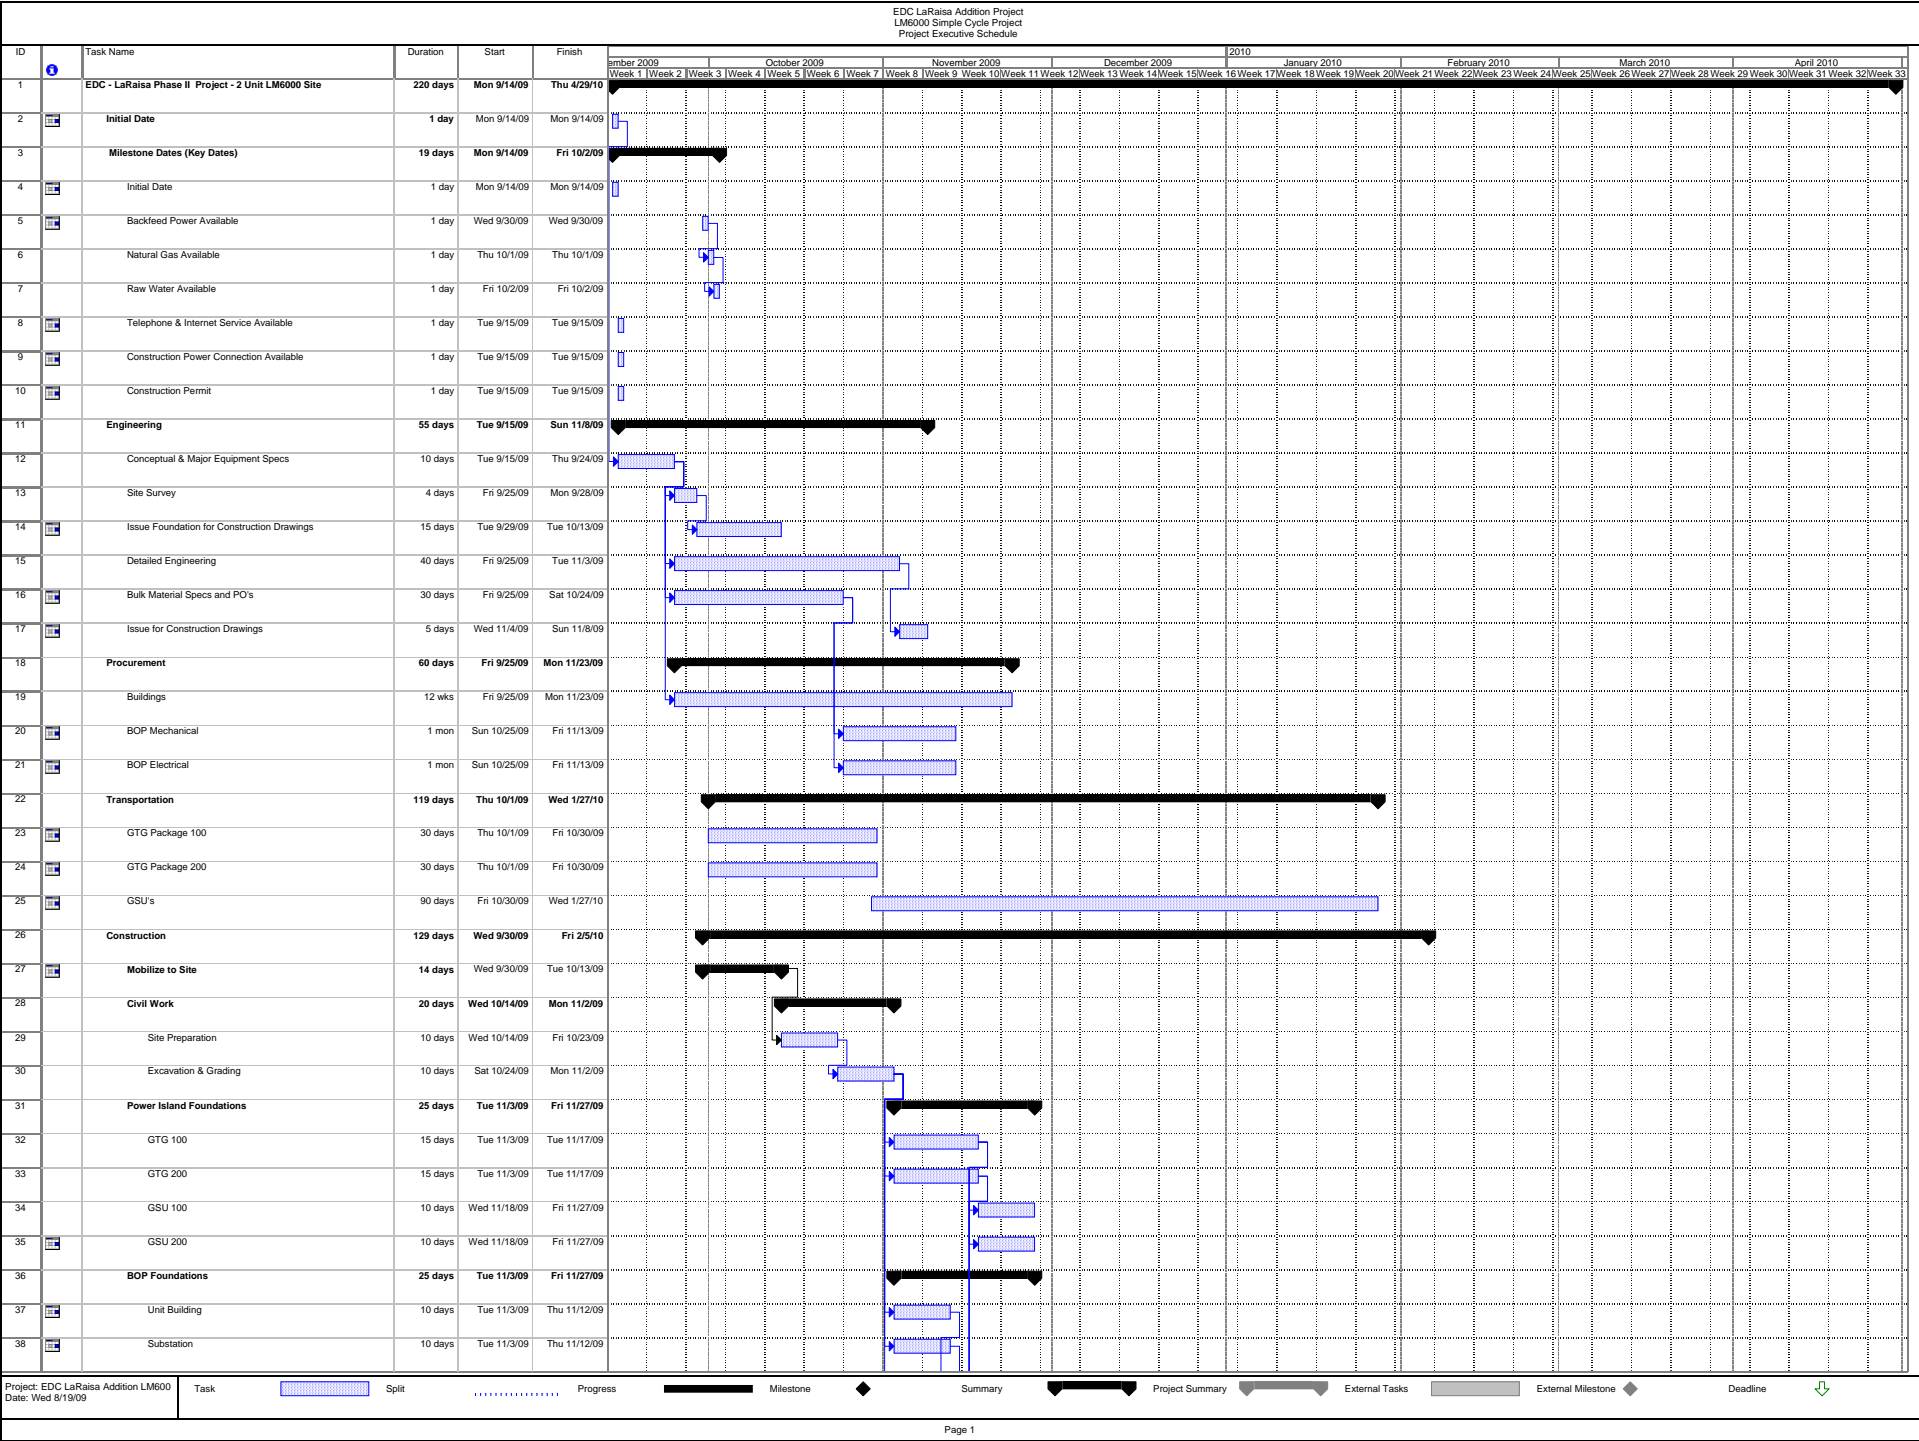 EDC LaRaisa Addition Project
LM6000 Simple Cycle Project
Project Executive Schedule
ID Task Name Duration Start Finish
ember 2009 October 2009 November 2009 December 2009 2010 January 2010 February 2010 March 2010 April 2010
Week 1 Week 2 Week 3 Week 4 Week 5 Week 6 Week 7 Week 8 Week 9 Week 10 Week 11 Week 12 Week 13 Week 14 Week 15 Week 16 Week 17 Week 18 Week 19 Week 20 Week 21 Week 22 Week 23 Week 24 Week 25 Week 26 Week 27 Week 28 Week 29 Week 30 Week 31 Week 32 Week 33
1 EDC - LaRaisa Phase II Project - 2 Unit LM6000 Site 220 days Mon 9/14/09 Thu 4/29/10
2 Initial Date 1 day Mon 9/14/09 Mon 9/14/09
3 Milestone Dates (Key Dates) 19 days Mon 9/14/09 Fri 10/2/09
4 Initial Date 1 day Mon 9/14/09 Mon 9/14/09
5 Backfeed Power Available 1 day Wed 9/30/09 Wed 9/30/09
6 Natural Gas Available 1 day Thu 10/1/09 Thu 10/1/09
7 Raw Water Available 1 day Fri 10/2/09 Fri 10/2/09
8 Telephone & Internet Service Available 1 day Tue 9/15/09 Tue 9/15/09
9 Construction Power Connection Available 1 day Tue 9/15/09 Tue 9/15/09
10 Construction Permit 1 day Tue 9/15/09 Tue 9/15/09
11 Engineering 55 days Tue 9/15/09 Sun 11/8/09
12 Conceptual & Major Equipment Specs 10 days Tue 9/15/09 Thu 9/24/09
13 Site Survey 4 days Fri 9/25/09 Mon 9/28/09
14 Issue Foundation for Construction Drawings 15 days Tue 9/29/09 Tue 10/13/09
15 Detailed Engineering 40 days Fri 9/25/09 Tue 11/3/09
16 Bulk Material Specs and PO's 30 days Fri 9/25/09 Sat 10/24/09
17 Issue for Construction Drawings 5 days Wed 11/4/09 Sun 11/8/09
18 Procurement 60 days Fri 9/25/09 Mon 11/23/09
19 Buildings 12 wks Fri 9/25/09 Mon 11/23/09
20 BOP Mechanical 1 mon Sun 10/25/09 Fri 11/13/09
21 BOP Electrical 1 mon Sun 10/25/09 Fri 11/13/09
22 Transportation 119 days Thu 10/1/09 Wed 1/27/10
23 GTG Package 100 30 days Thu 10/1/09 Fri 10/30/09
24 GTG Package 200 30 days Thu 10/1/09 Fri 10/30/09
25 GSU's 90 days Fri 10/30/09 Wed 1/27/10
26 Construction 129 days Wed 9/30/09 Fri 2/5/10
27 Mobilize to Site 14 days Wed 9/30/09 Tue 10/13/09
28 Civil Work 20 days Wed 10/14/09 Mon 11/2/09
29 Site Preparation 10 days Wed 10/14/09 Fri 10/23/09
30 Excavation & Grading 10 days Sat 10/24/09 Mon 11/2/09
31 Power Island Foundations 25 days Tue 11/3/09 Fri 11/27/09
32 GTG 100 15 days Tue 11/3/09 Tue 11/17/09
33 GTG 200 15 days Tue 11/3/09 Tue 11/17/09
34 GSU 100 10 days Wed 11/18/09 Fri 11/27/09
35 GSU 200 10 days Wed 11/18/09 Fri 11/27/09
36 BOP Foundations 25 days Tue 11/3/09 Fri 11/27/09
37 Unit Building 10 days Tue 11/3/09 Thu 11/12/09
38 Substation 10 days Tue 11/3/09 Thu 11/12/09
Project: EDC LaRaisa Addition LM600
Date: Wed 8/19/09
Task Split Progress Milestone Summary Project Summary External Tasks External Milestone Deadline
Page 1